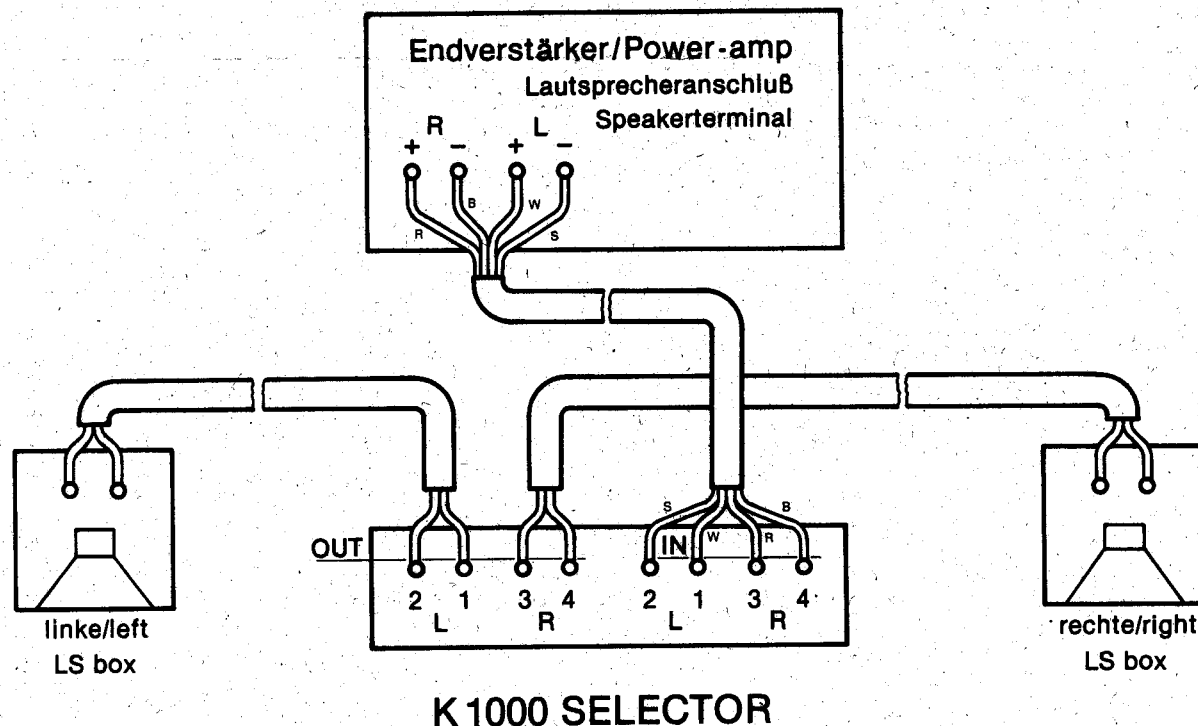 Endverstärker/Power-amp
Lautsprecheranschluß
Speakerterminal
R L
+ - + -
B W
R S
S B
OUT IN W R
2 1 3 4 2 1 3 4
L R L R
linke/left
LS box
rechte/right
LS box
K 1000 SELECTOR